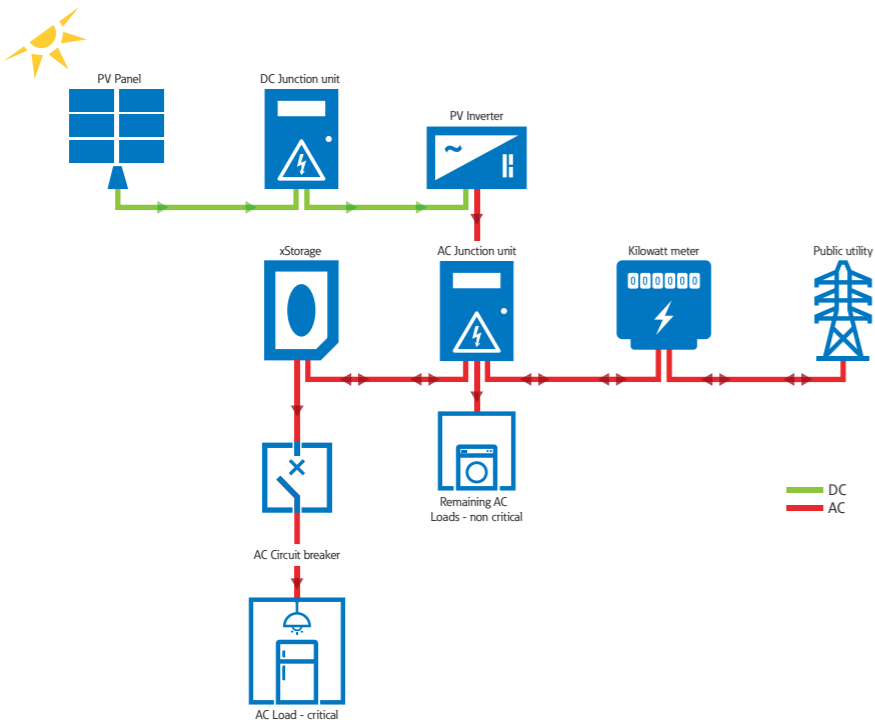 PV Panel
DC Junction unit
PV Inverter
xStorage
AC Junction unit
Kilowatt meter
000000
Public utility
Remaining AC
Loads - non critical
DC
AC
AC Circuit breaker
AC Load - critical